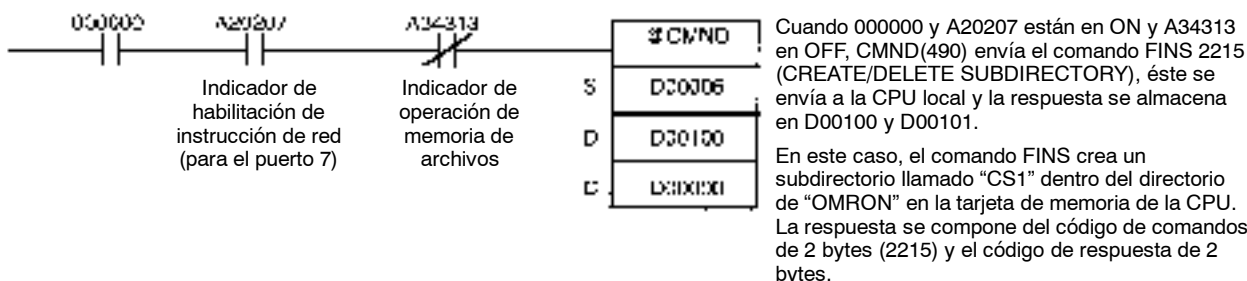 000000 A20207 A34313
CMND
S D00006
D D00100
C
Indicador de
habilitación de
instrucción de red
(para el puerto 7)
Indicador de
operación de
memoria de
archivos
Cuando 000000 y A20207 están en ON y A34313
en OFF, CMND(490) envía el comando FINS 2215
(CREATE/DELETE SUBDIRECTORY), éste se
envía a la CPU local y la respuesta se almacena
en D00100 y D00101.
En este caso, el comando FINS crea un
subdirectorio llamado “CS1” dentro del directorio
de “OMRON” en la tarjeta de memoria de la CPU.
La respuesta se compone del código de comandos
de 2 bytes (2215) y el código de respuesta de 2
bytes.